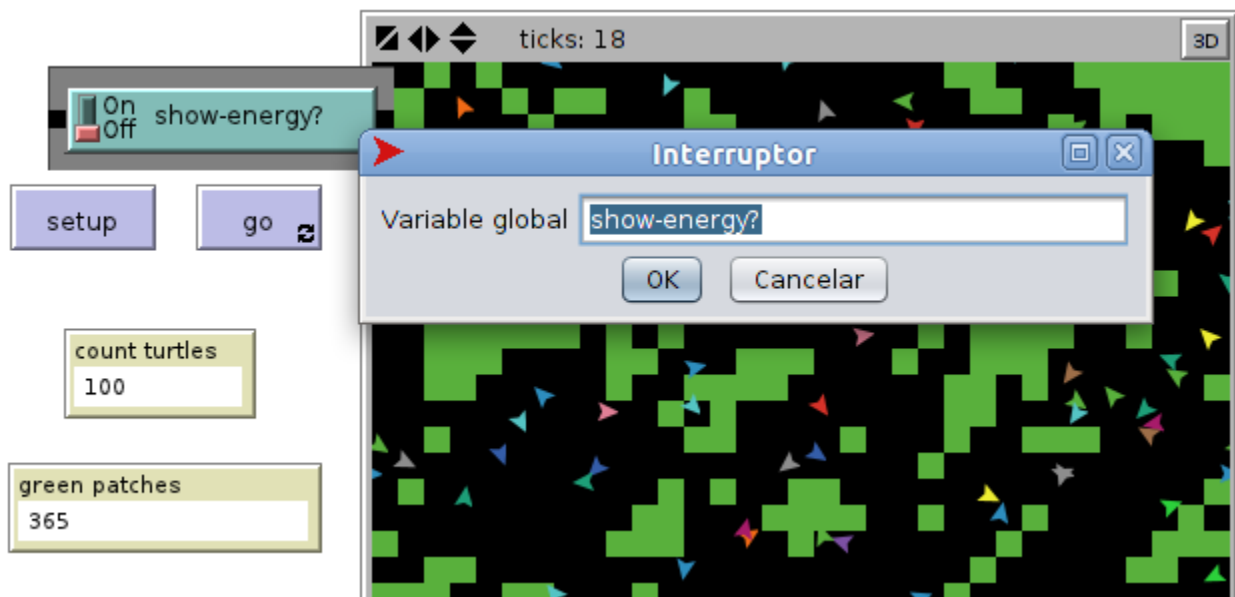 ticks: 18
3D
On
Off
show-energy?
Interruptor
Variable global
show-energy?
OK
Cancelar
setup
go
count turtles
100
green patches
365